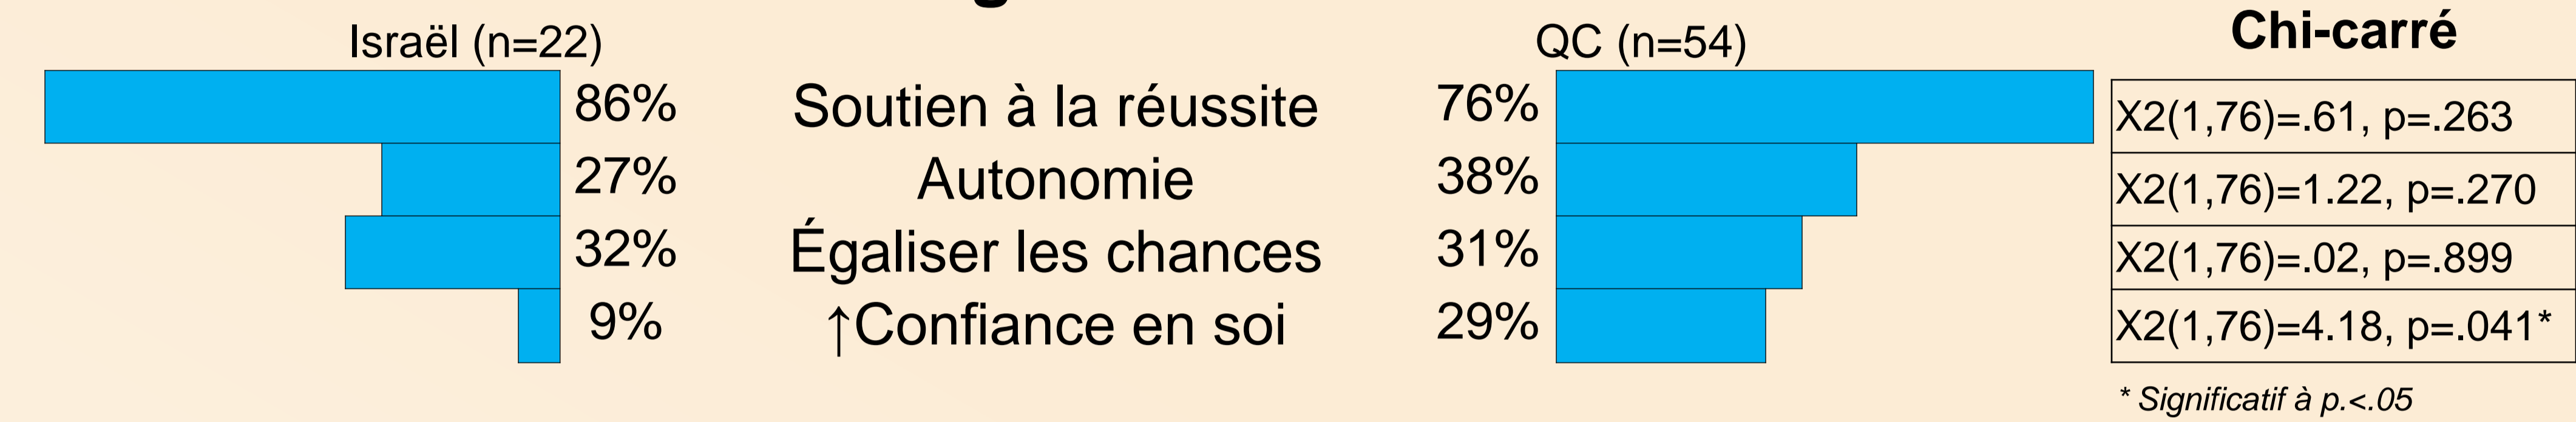 Israël (n=22)
QC (n=54)
Chi-carré
86% Soutien à la réussite 76% X2(1,76)=.61, p=.263
27% Autonomie 38% X2(1,76)=1.22, p=.270
32% Égaliser les chances 31% X2(1,76)=.02, p=.899
9% ↑Confiance en soi 29% X2(1,76)=4.18, p=.041*
* Significatif à p.<.05